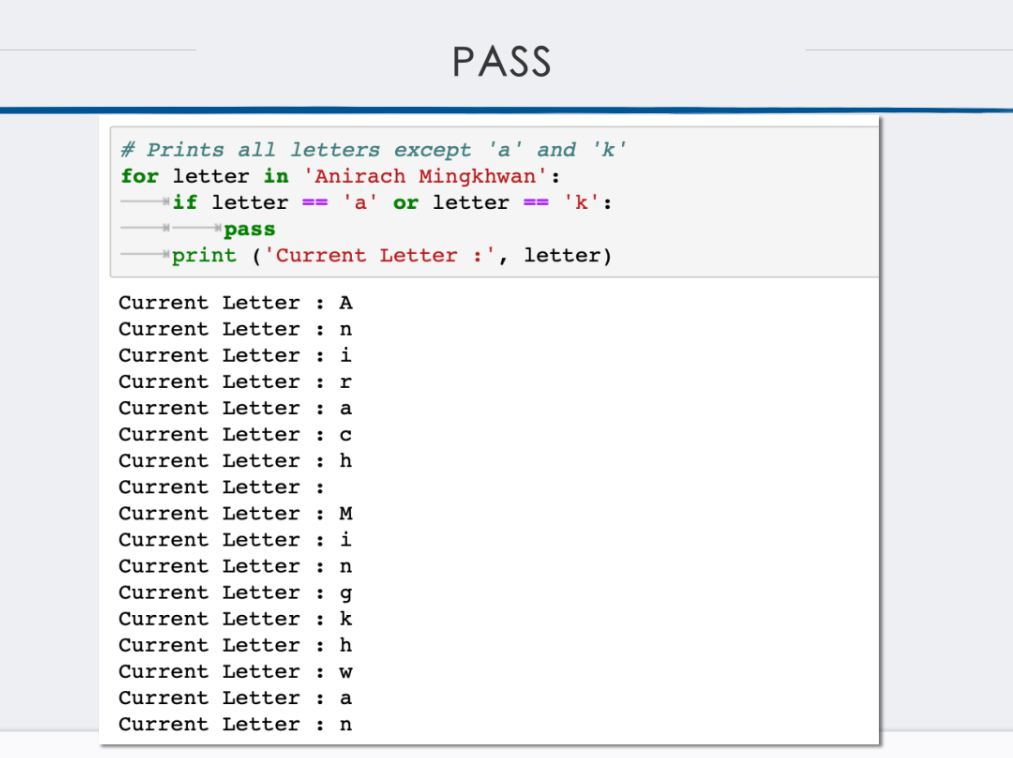 PASS
# Prints all letters except 'a' and 'k'
for letter in 'Anirach Mingkhwan':
if letter == 'a' or letter == 'k':
pass
print ('Current Letter :', letter)
Current Letter : A
Current Letter : n
Current Letter : i
Current Letter : r
Current Letter : a
Current Letter : c
Current Letter : h
Current Letter :
Current Letter : M
Current Letter : i
Current Letter : n
Current Letter : g
Current Letter : k
Current Letter : h
Current Letter : w
Current Letter : a
Current Letter : n